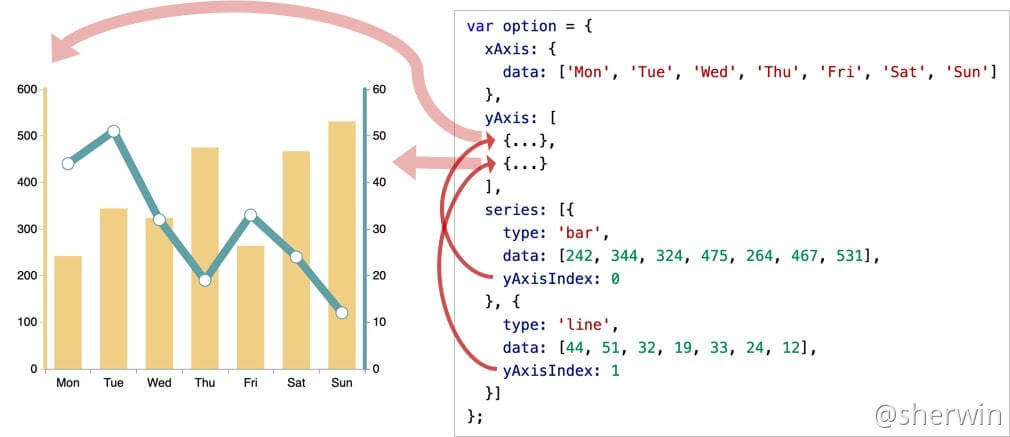 600
500
400
300
200
100
0
60
50
40
30
20
10
0
Mon Tue Wed Thu Fri Sat Sun
var option = {
  xAxis: {
    data: ['Mon', 'Tue', 'Wed', 'Thu', 'Fri', 'Sat', 'Sun']
  },
  yAxis: [
    {...},
    {...}
  ],
  series: [{
    type: 'bar',
    data: [242, 344, 324, 475, 264, 467, 531],
    yAxisIndex: 0
  }, {
    type: 'line',
    data: [44, 51, 32, 19, 33, 24, 12],
    yAxisIndex: 1
  }]
};
@sherwin